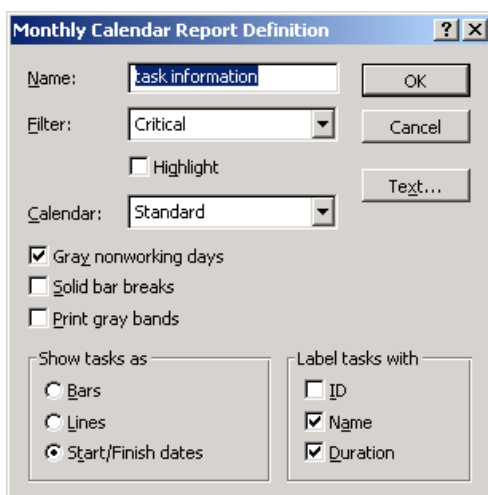 Monthly Calendar Report Definition
Name: task information OK
Filter: Critical Cancel
Highlight
Text...
Calendar: Standard
Gray nonworking days
Solid bar breaks
Print gray bands
Show tasks as Label tasks with
Bars ID
Lines Name
Start/Finish dates Duration